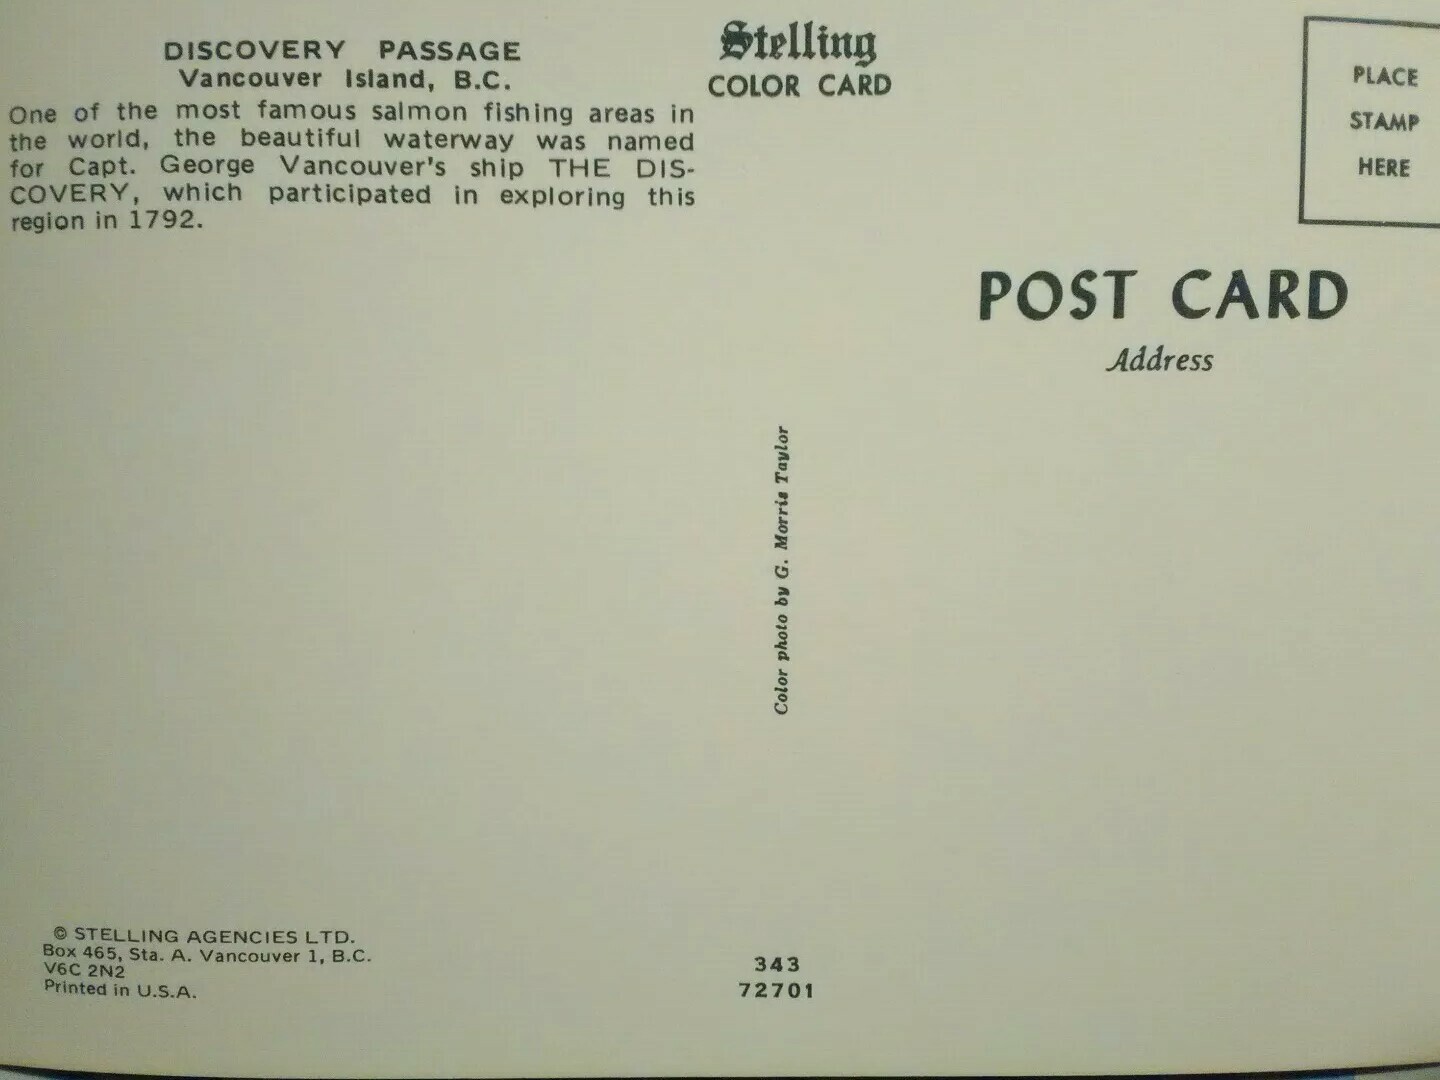 DISCOVERY PASSAGE
Vancouver Island, B.C.
One of the most famous salmon fishing areas in
the world, the beautiful waterway was named
for Capt. George Vancouver's ship THE DIS-
COVERY, which participated in exploring this
region in 1792.
Stelling
COLOR CARD
PLACE
STAMP
HERE
POST CARD
Address
Color photo by G. Morris Taylor
© STELLING AGENCIES LTD.
Box 465, Sta. A. Vancouver 1, B.C.
V6C 2N2
Printed in U.S.A.
343
72701